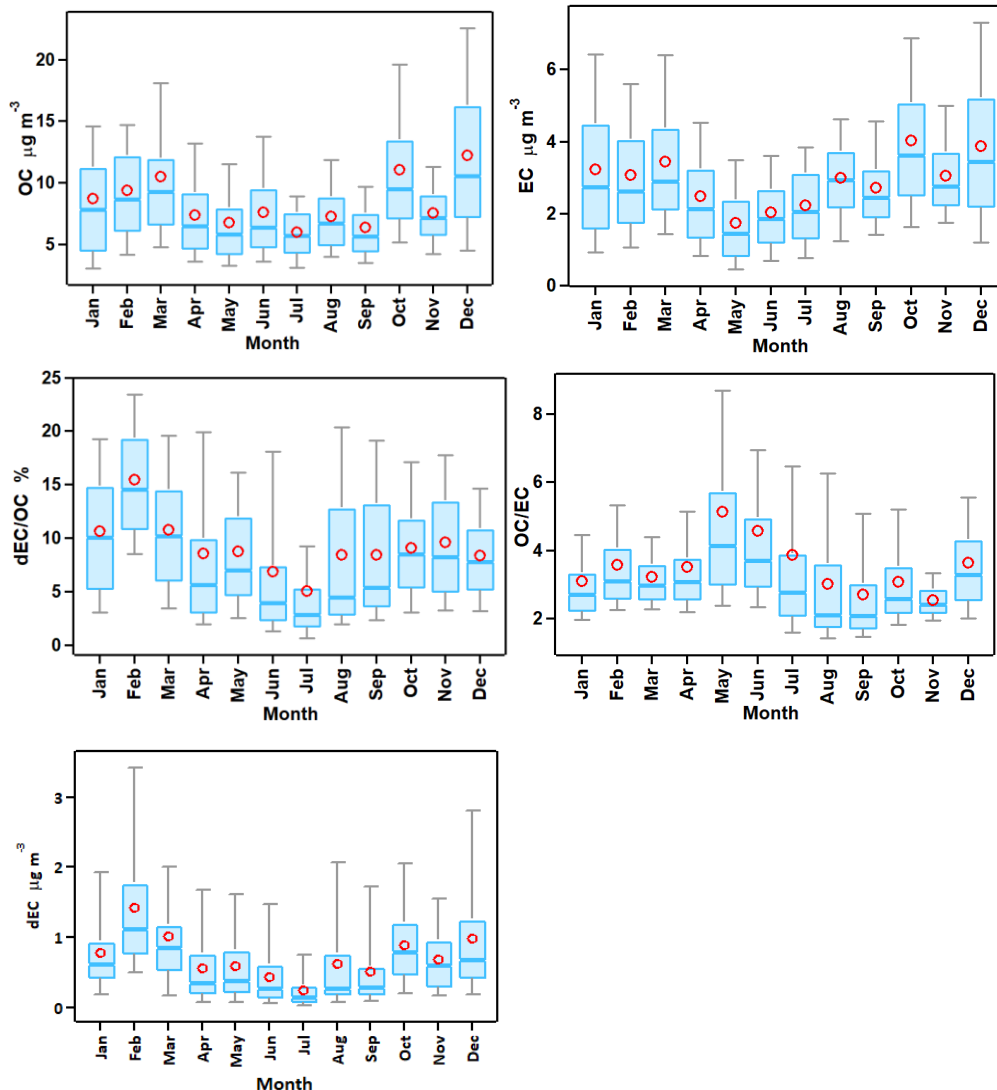 OC μg m⁻³
20
15
10
5
Jan Feb Mar Apr May Jun Jul Aug Sep Oct Nov Dec
Month
EC μg m⁻³
6
4
2
0
Jan Feb Mar Apr May Jun Jul Aug Sep Oct Nov Dec
Month
dEC/OC %
25
20
15
10
5
0
Jan Feb Mar Apr May Jun Jul Aug Sep Oct Nov Dec
Month
OC/EC
8
6
4
2
Jan Feb Mar Apr May Jun Jul Aug Sep Oct Nov Dec
Month
dEC μg m⁻³
3
2
1
0
Jan Feb Mar Apr May Jun Jul Aug Sep Oct Nov Dec
Month